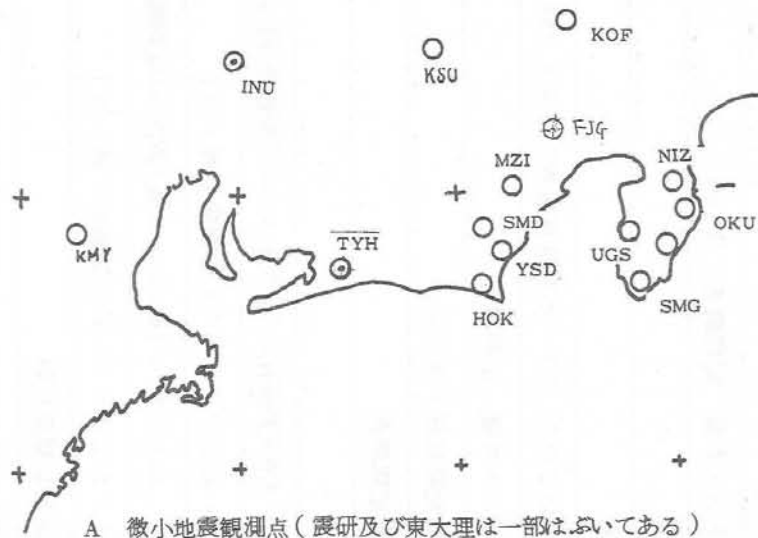 KOF
KSU
INU
FJG
MZI
NIZ
SMD
OKU
KMY
TYH
UGS
YSD
HOK
SMG
A 微小地震観測点(震研及び東大理は一部はぶいてある)